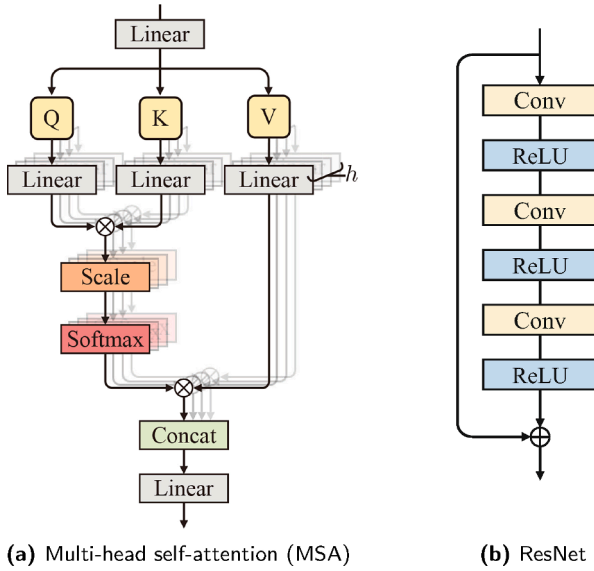 Linear
Q K V
Linear Linear Linear h
Scale
Softmax
Concat
Linear
(a) Multi-head self-attention (MSA)
Conv
ReLU
Conv
ReLU
Conv
ReLU
(b) ResNet